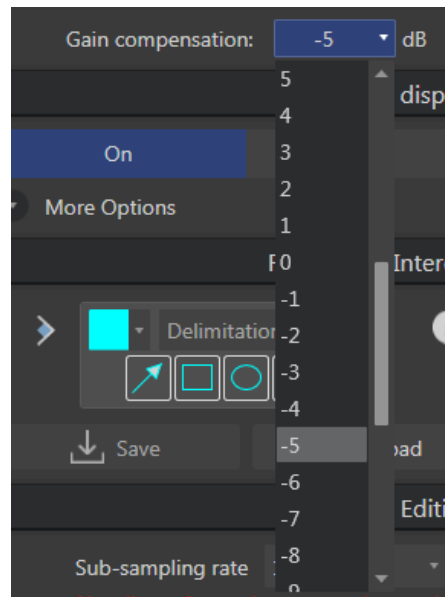 Gain compensation: -5 dB
5
disp
4
On 3
2
More Options
1
0 Inter
-1
Delimitation -2
-3
-4
Save -5 oad
-6
-7 Editi
Sub-sampling rate -8